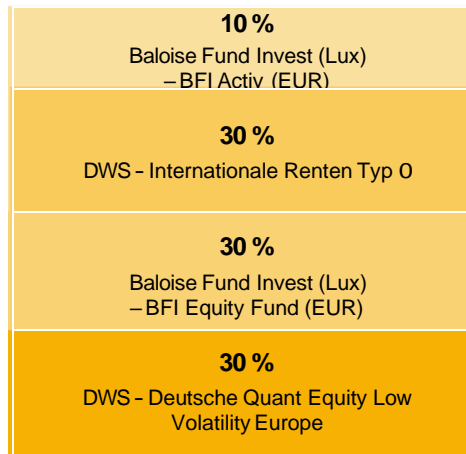 10 %
Baloise Fund Invest (Lux)
– BFI Activ (EUR)
30 %
DWS – Internationale Renten Typ O
30 %
Baloise Fund Invest (Lux)
– BFI Equity Fund (EUR)
30 %
DWS – Deutsche Quant Equity Low
Volatility Europe